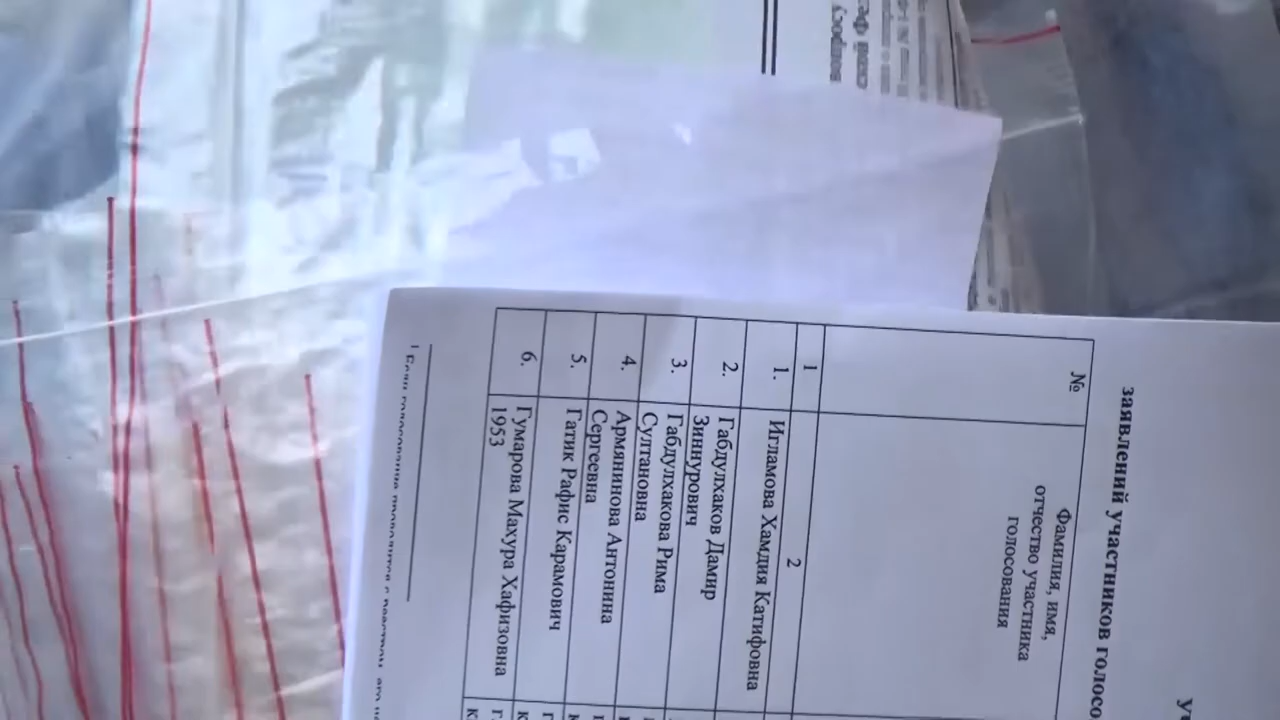 заявлений участников голосо
№
Фамилия, имя,
отчество участника
голосования
1
2
1.
Игламова Хамдия Катифовна
2.
Габдулхаков Дамир
Зиннурович
3.
Габдулхакова Рима
Султановна
4.
Армянинова Антонина
Сергеевна
5.
Гатик Рафис Карамович
6.
Гумарова Махура Хафизовна
1953